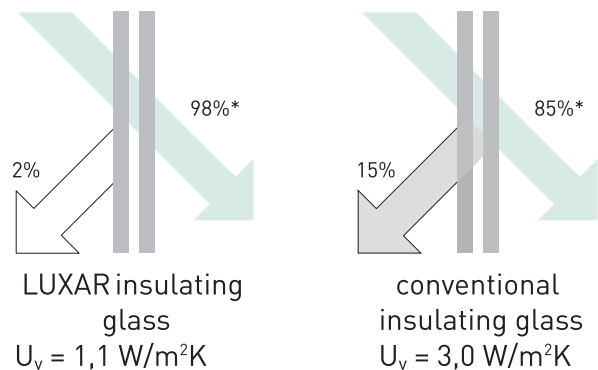 98%*
2%
LUXAR insulating
glass
Uᵥ = 1,1 W/m²K
85%*
15%
conventional
insulating glass
Uᵥ = 3,0 W/m²K